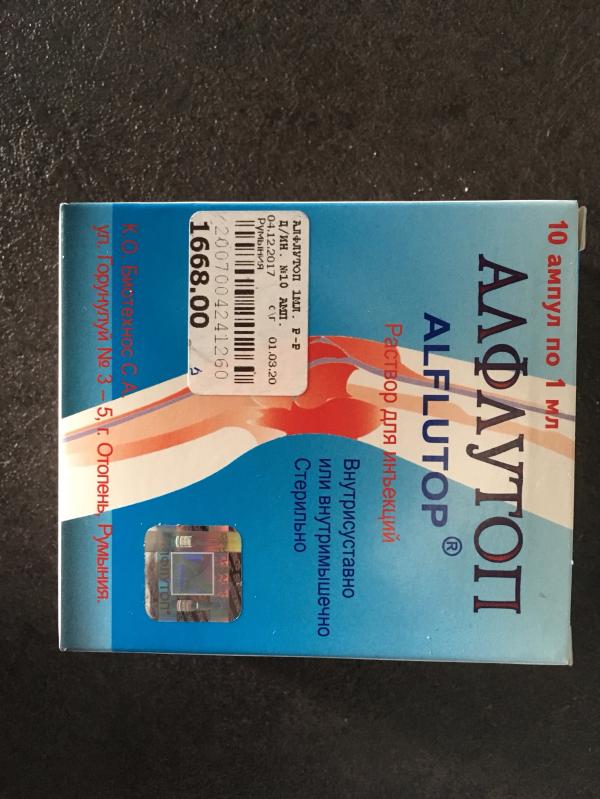 10 ампул по 1 мл
АЛФЛУТОП
ALFLUTOP®
Раствор для инъекций
Внутрисуставно
или внутримышечно
Стерильно
АЛФЛУТОП 1МЛ. Р-Р
Д/ИН. №10 АМП.
04.12.2017 с\г 01.03.20
Румыния
2007004241260
1668.00
К.О. Биотехнос С.А.
ул. Горунулуй № 3 – 5, г. Отопень, Румыния.